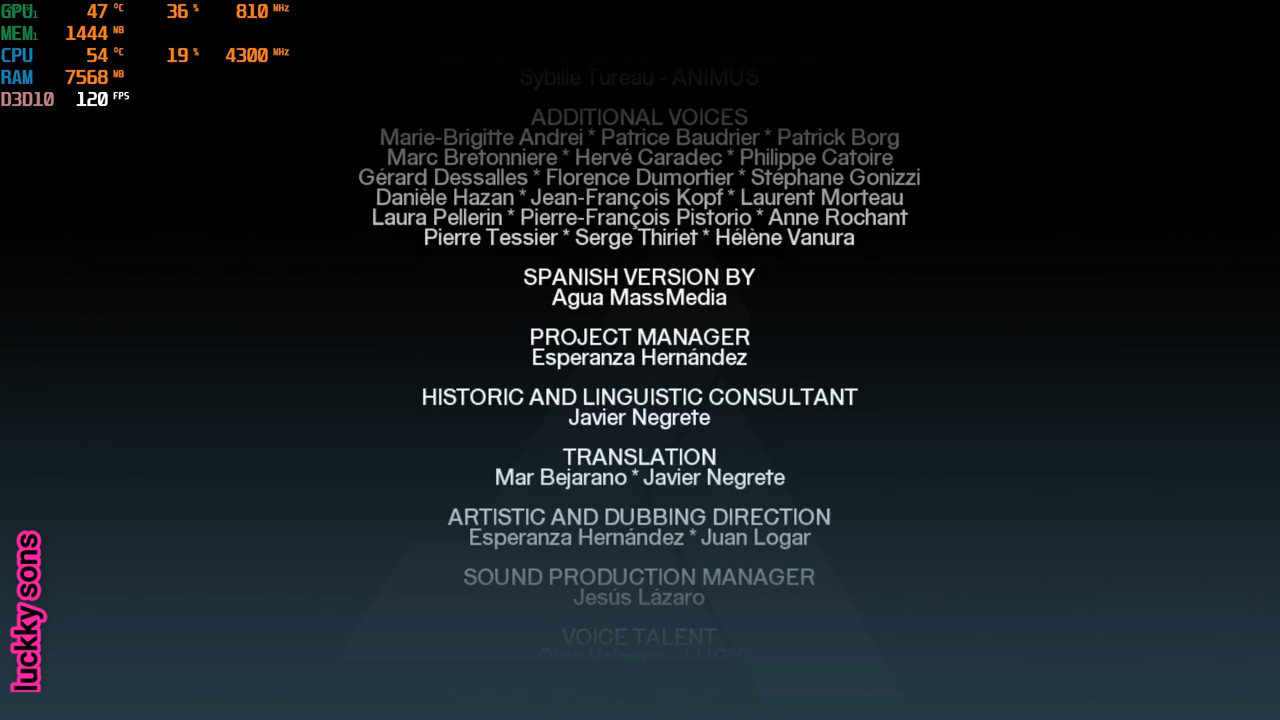 GPU1 47 °C 36 % 810 MHz
MEM1 1444 MB
CPU 54 °C 19 % 4300 MHz
RAM 7568 MB
D3D10 120 FPS
Sybille Tureau - ANIMUS
ADDITIONAL VOICES
Marie-Brigitte Andrei * Patrice Baudrier * Patrick Borg
Marc Bretonniere * Hervé Caradec * Philippe Catoire
Gérard Dessalles * Florence Dumortier * Stéphane Gonizzi
Danièle Hazan * Jean-François Kopf * Laurent Morteau
Laura Pellerin * Pierre-François Pistorio * Anne Rochant
Pierre Tessier * Serge Thiriet * Hélène Vanura
SPANISH VERSION BY
Agua MassMedia
PROJECT MANAGER
Esperanza Hernández
HISTORIC AND LINGUISTIC CONSULTANT
Javier Negrete
TRANSLATION
Mar Bejarano * Javier Negrete
ARTISTIC AND DUBBING DIRECTION
Esperanza Hernández * Juan Logar
SOUND PRODUCTION MANAGER
Jesús Lázaro
VOICE TALENT
luckky sons